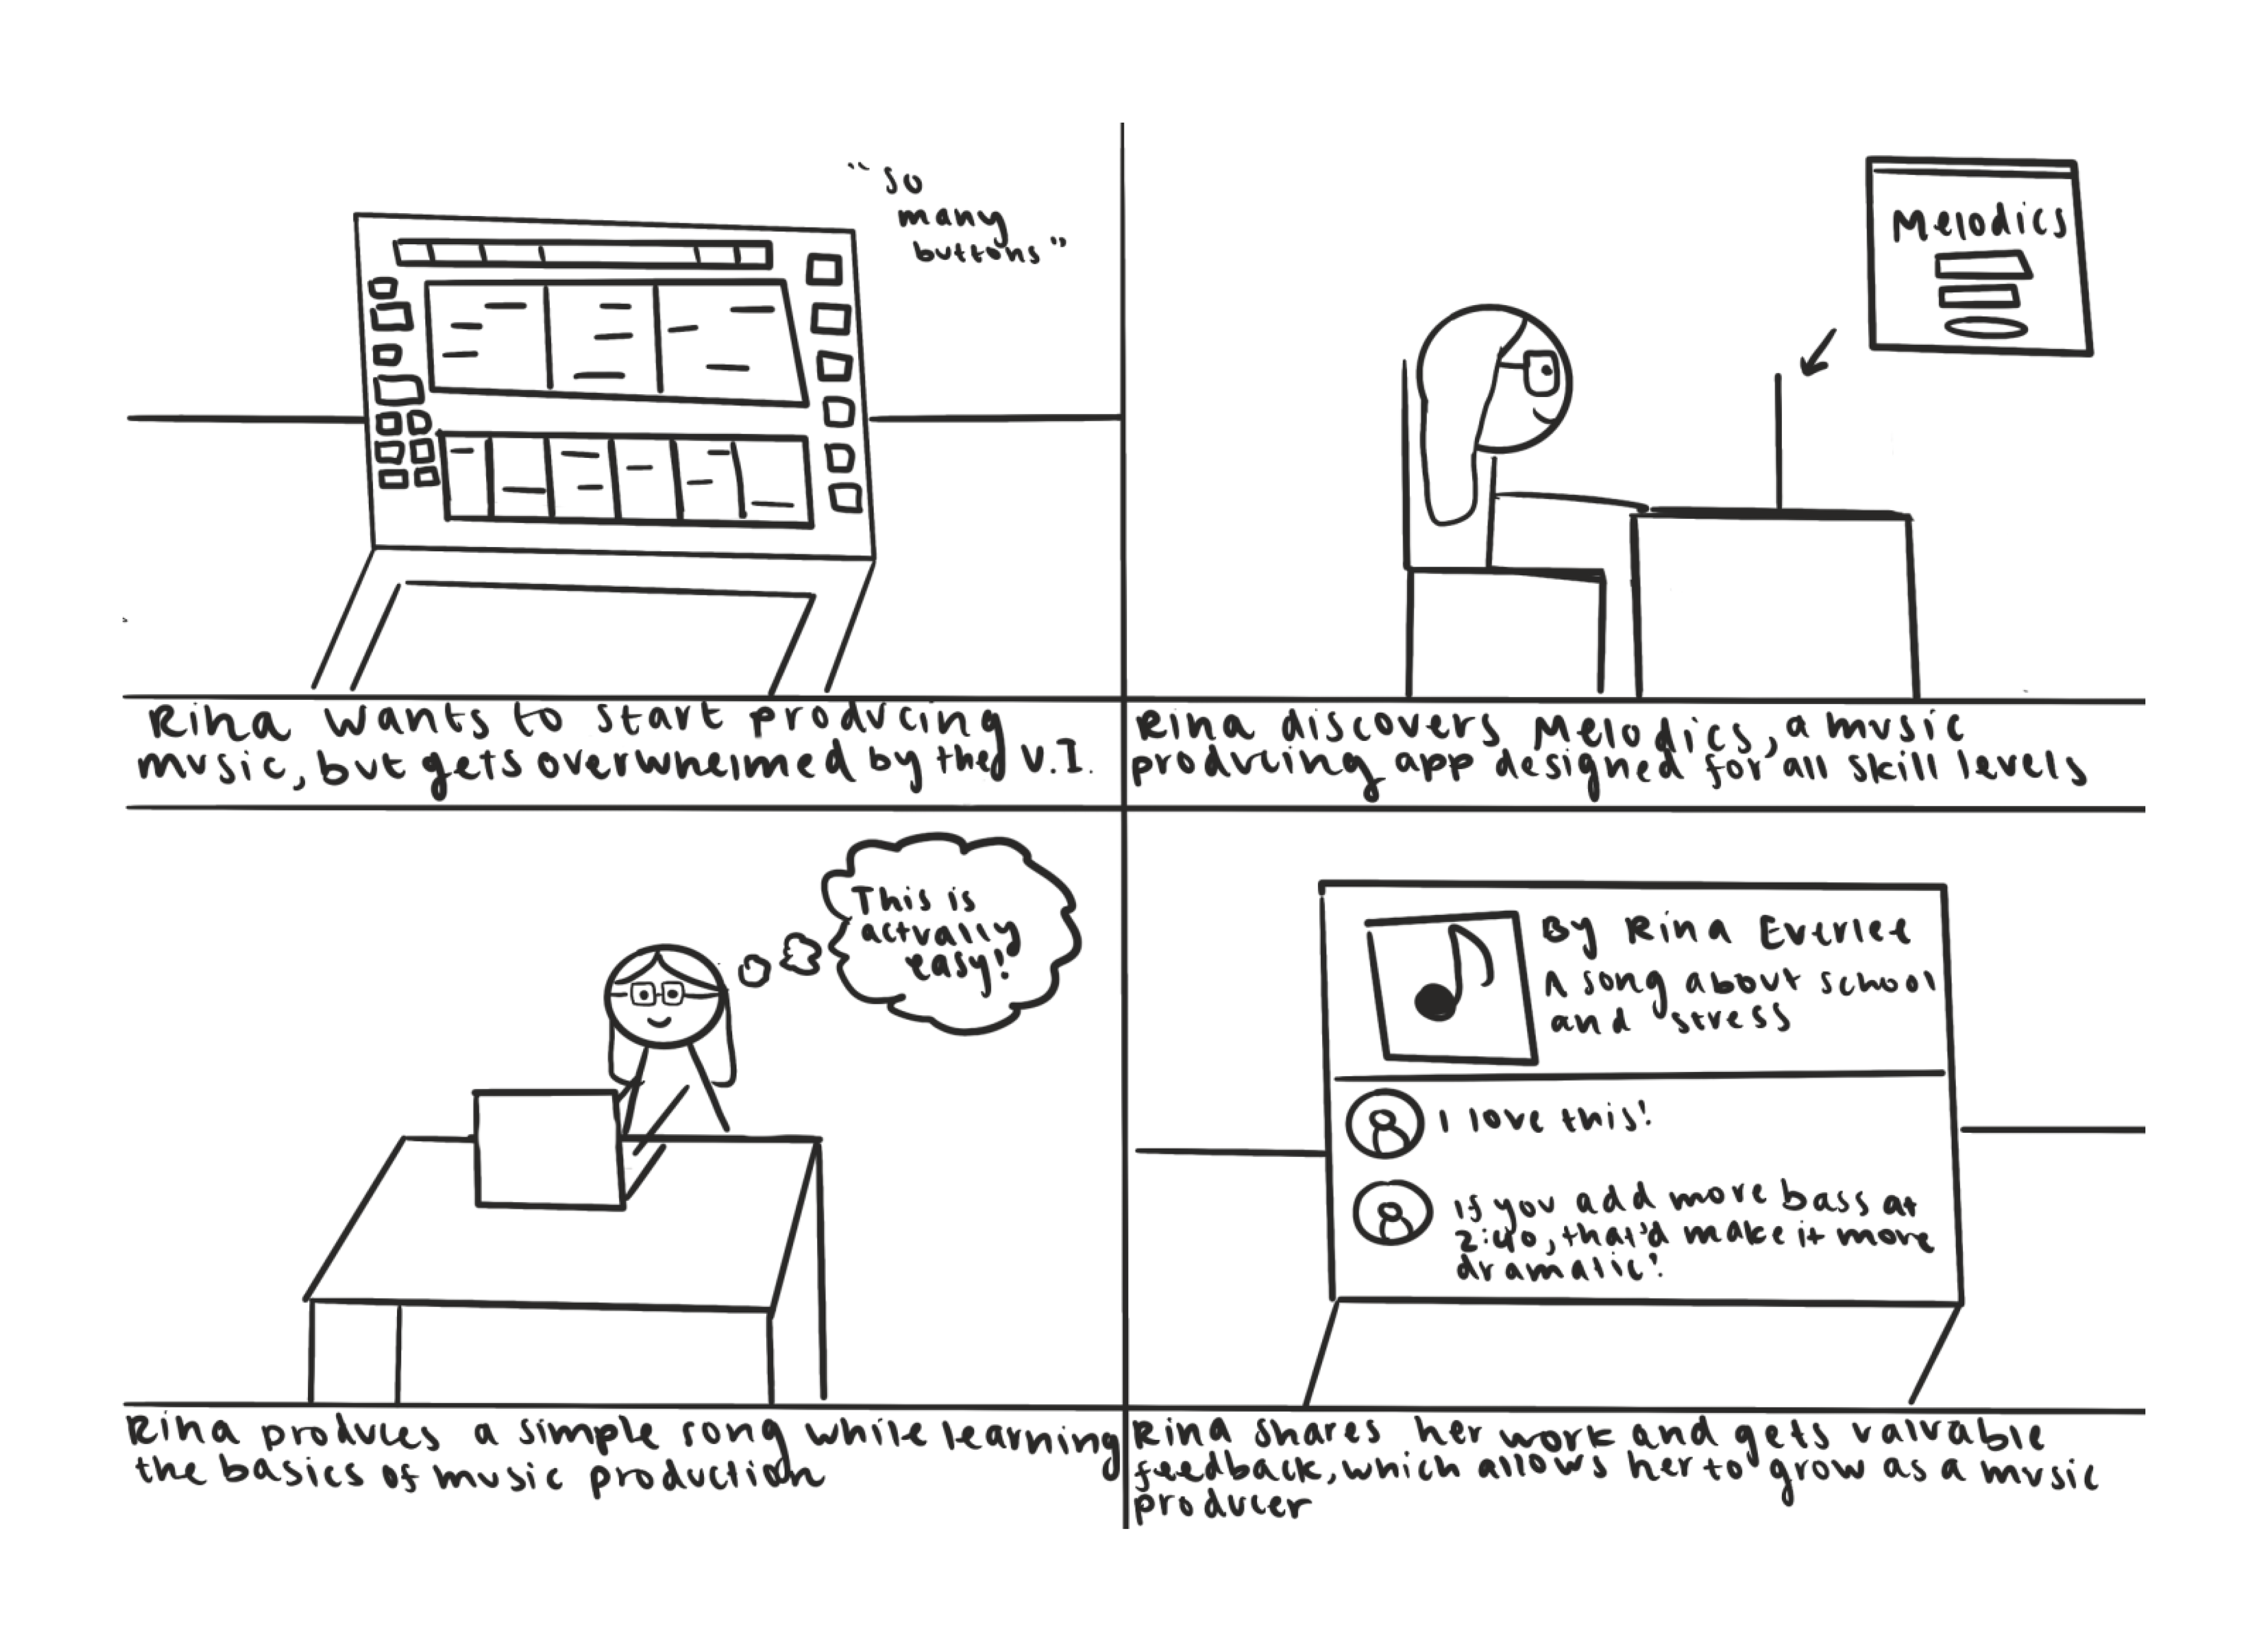 "so
many
buttons"
Rina wants to start producing
music, but gets overwhelmed by the U.I.
Melodics
Rina discovers Melodics, a music
producing app designed for all skill levels
This is
actually
easy!
Rina produces a simple song while learning
the basics of music production
By Rina Everlee
A song about school
and stress
I love this!
If you add more bass at
2:40, that'd make it more
dramatic!
Rina shares her work and gets valuable
feedback, which allows her to grow as a music
producer